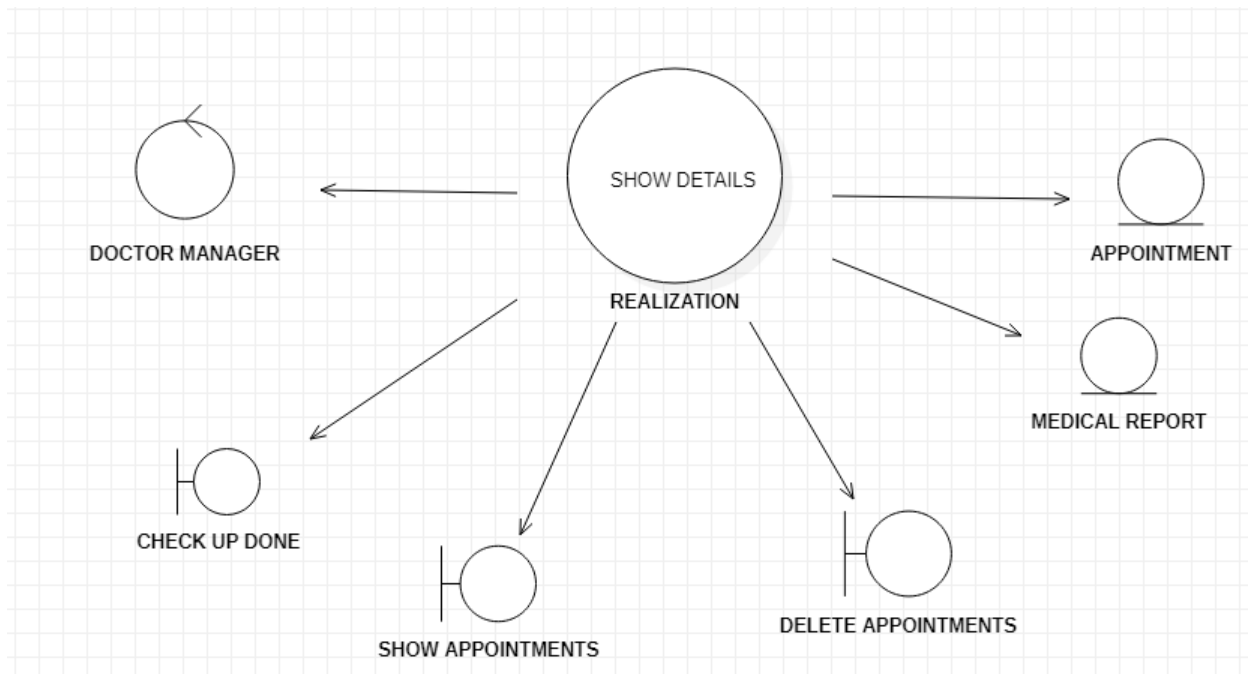 SHOW DETAILS
DOCTOR MANAGER
APPOINTMENT
REALIZATION
MEDICAL REPORT
CHECK UP DONE
DELETE APPOINTMENTS
SHOW APPOINTMENTS